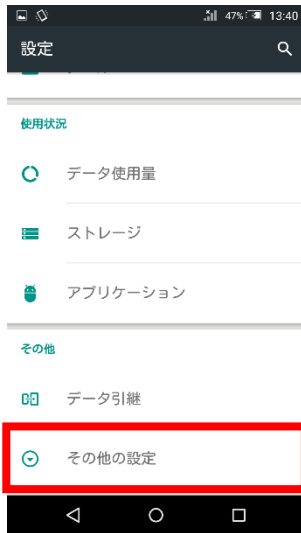 47% 13:40
設定
使用状況
データ使用量
ストレージ
アプリケーション
その他
データ引継
その他の設定